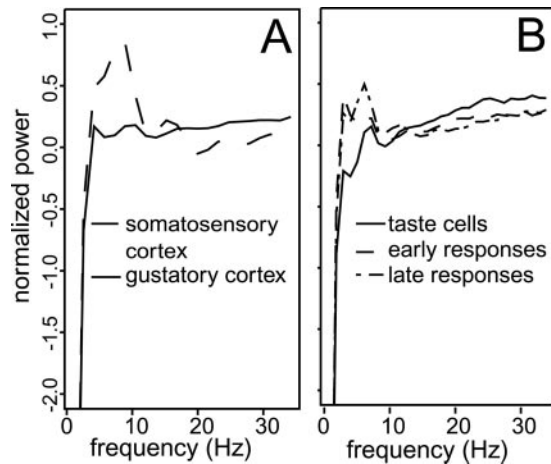 A
B
normalized power
1.0
0.5
0.0
-0.5
-1.0
-1.5
-2.0
somatosensory
cortex
gustatory cortex
taste cells
early responses
late responses
0 10 20 30
0 10 20 30
frequency (Hz)
frequency (Hz)